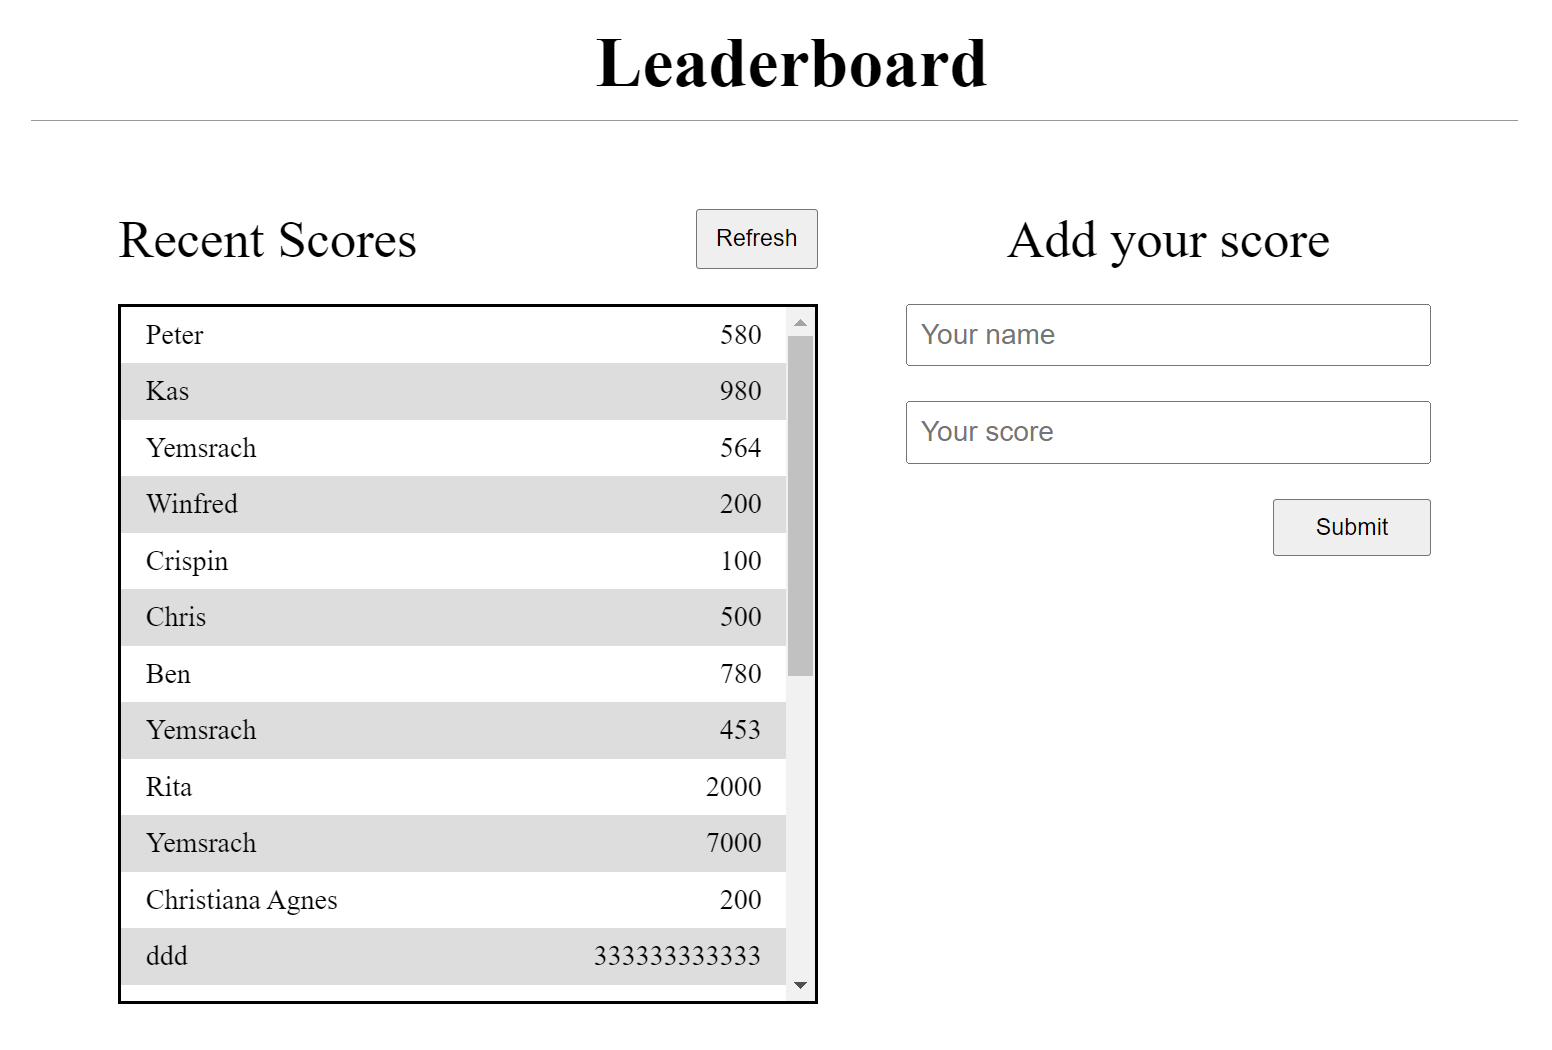 Leaderboard
Recent Scores
Refresh
Peter 580
Kas 980
Yemsrach 564
Winfred 200
Crispin 100
Chris 500
Ben 780
Yemsrach 453
Rita 2000
Yemsrach 7000
Christiana Agnes 200
ddd 333333333333
Add your score
Your name
Your score
Submit